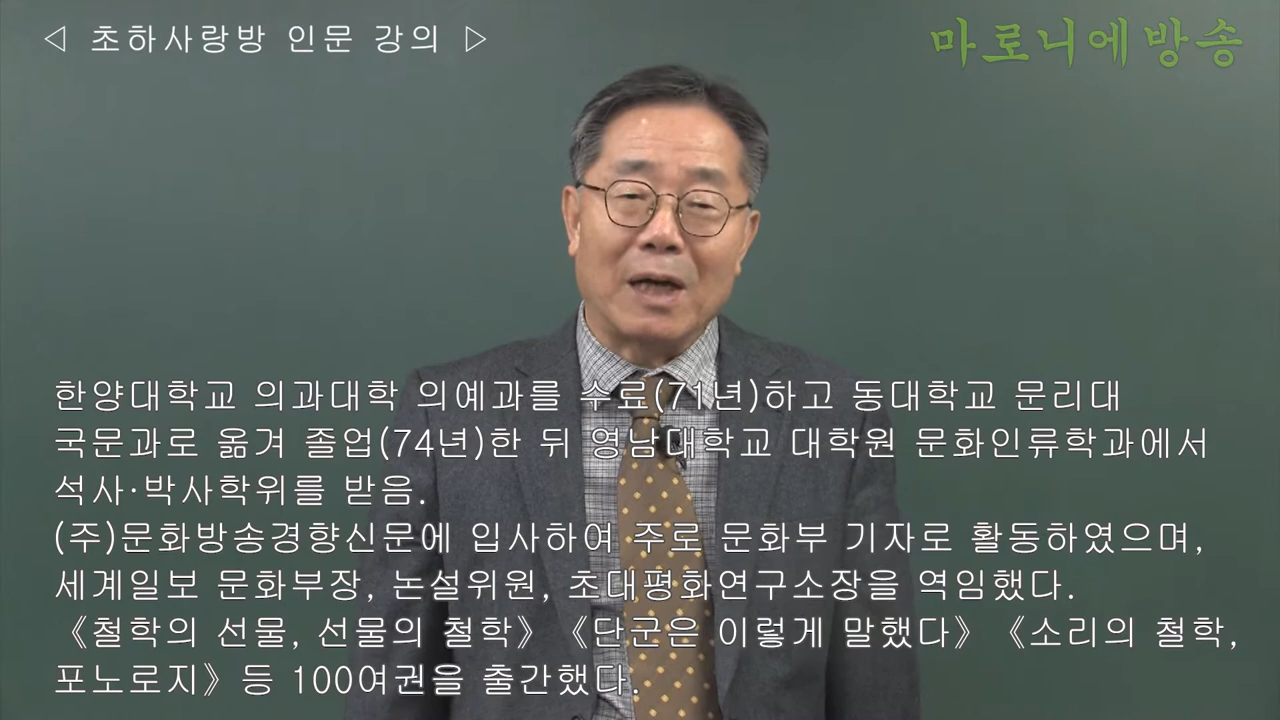 ◁ 초하사랑방 인문 강의 ▷
마로니에방송
한양대학교 의과대학 의예과를 수료(71년)하고 동대학교 문리대
국문과로 옮겨 졸업(74년)한 뒤 영남대학교 대학원 문화인류학과에서
석사·박사학위를 받음.
(주)문화방송경향신문에 입사하여 주로 문화부 기자로 활동하였으며,
세계일보 문화부장, 논설위원, 초대평화연구소장을 역임했다.
《철학의 선물, 선물의 철학》《단군은 이렇게 말했다》《소리의 철학,
포노로지》등 100여권을 출간했다.